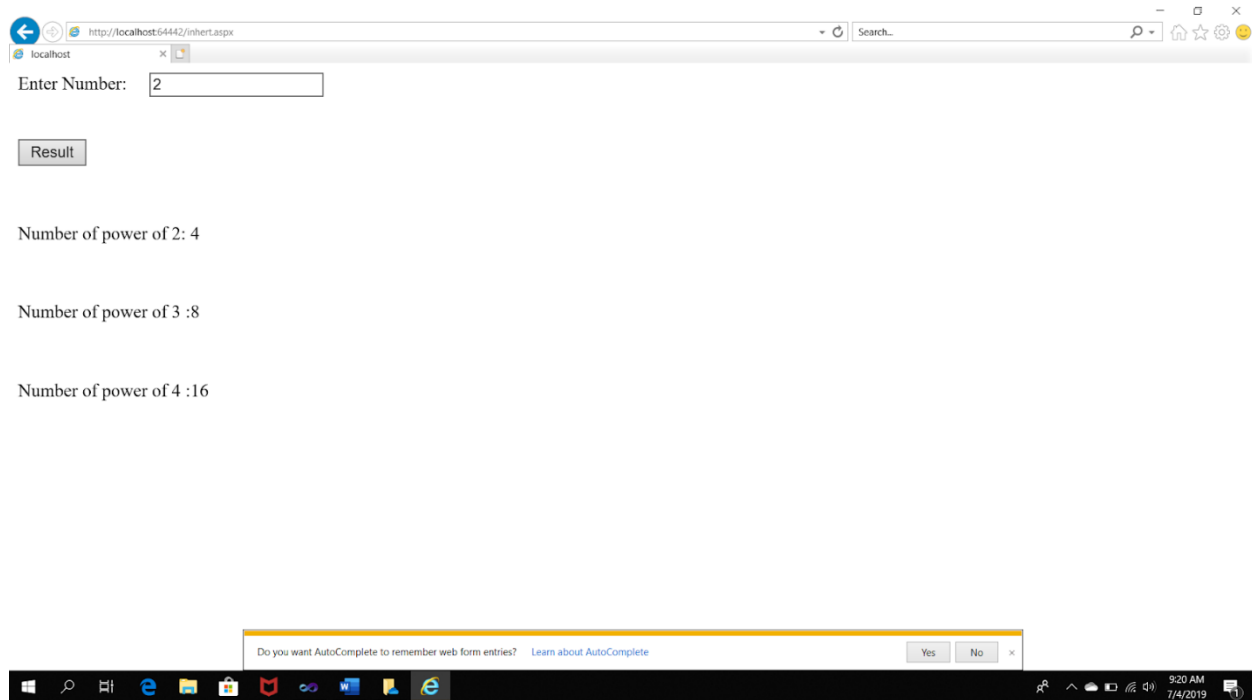 http://localhost:64442/inhert.aspx
Search...
localhost
Enter Number: 2
Result
Number of power of 2: 4
Number of power of 3 :8
Number of power of 4 :16
Do you want AutoComplete to remember web form entries? Learn about AutoComplete Yes No
9:20 AM
7/4/2019